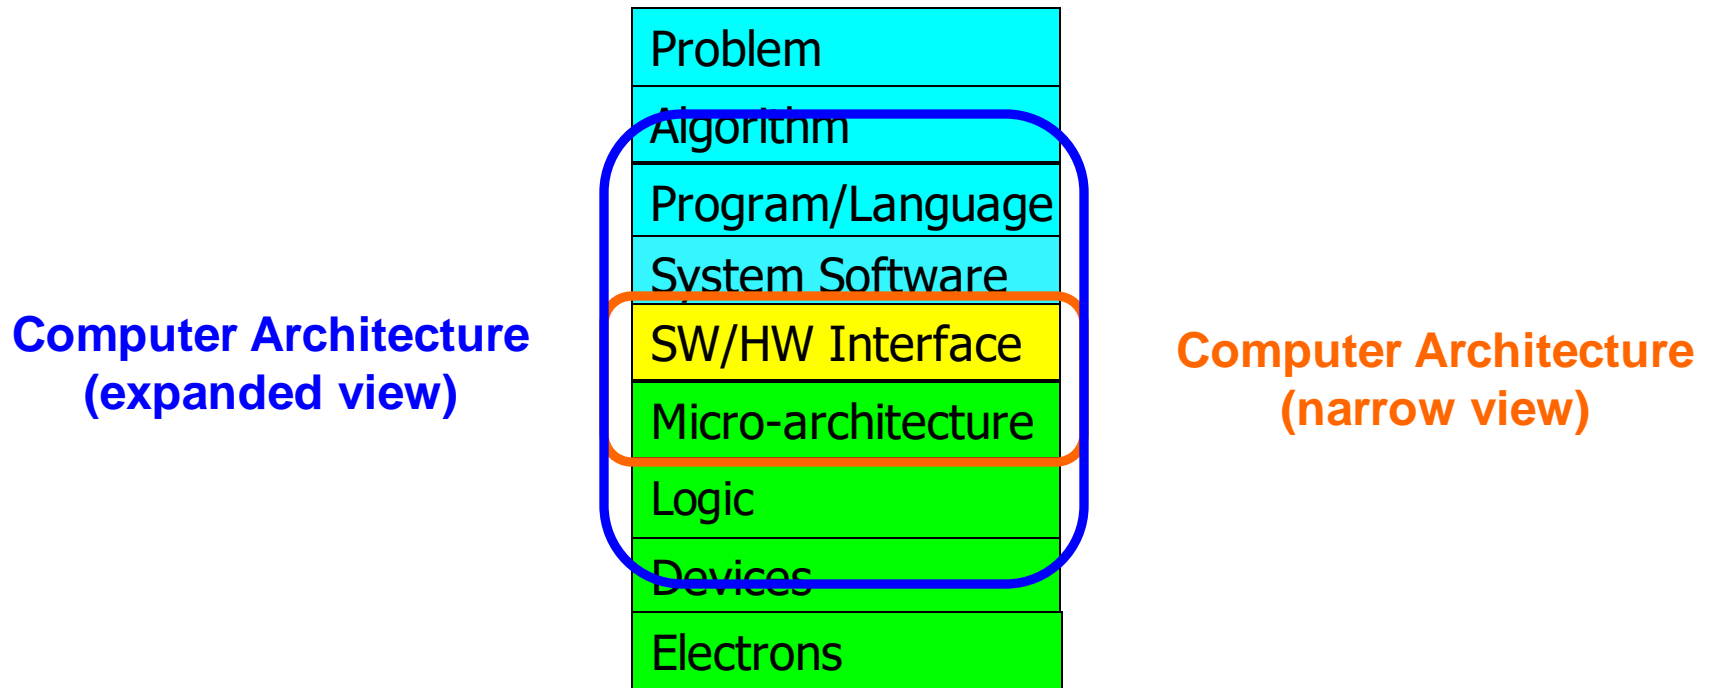 Problem
Algorithm
Program/Language
System Software
SW/HW Interface
Micro-architecture
Logic
Devices
Electrons
Computer Architecture
(expanded view)
Computer Architecture
(narrow view)